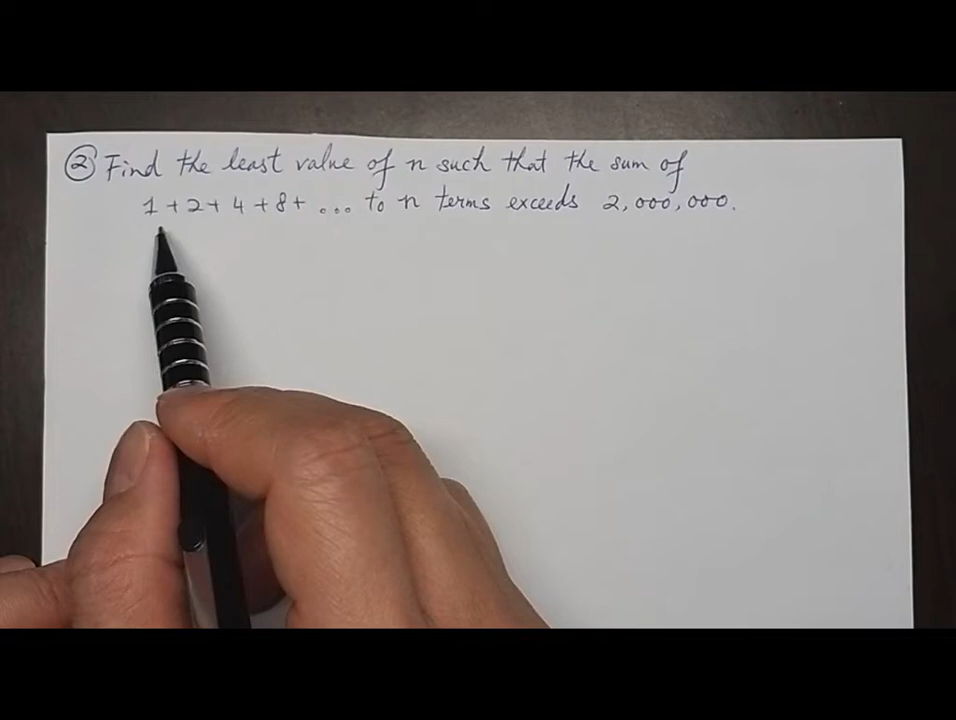 ② Find the least value of n such that the sum of
1 + 2 + 4 + 8 + ... to n terms exceeds 2,000,000.